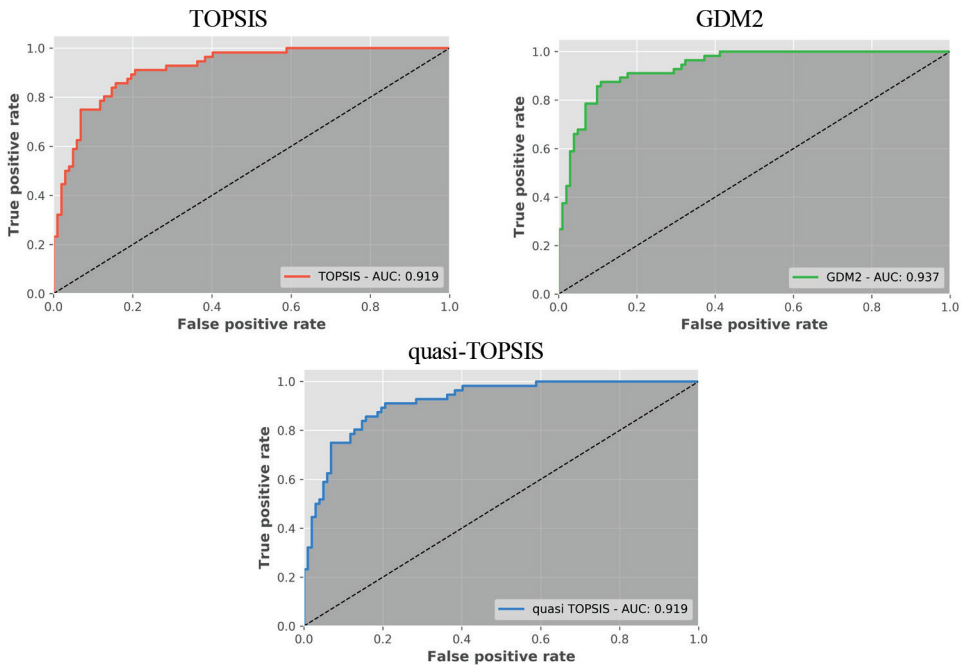 TOPSIS
1.0
0.8
0.6
0.4
0.2
0.0
True positive rate
TOPSIS - AUC: 0.919
0.0 0.2 0.4 0.6 0.8 1.0
False positive rate
GDM2
1.0
0.8
0.6
0.4
0.2
0.0
True positive rate
GDM2 - AUC: 0.937
0.0 0.2 0.4 0.6 0.8 1.0
False positive rate
quasi-TOPSIS
1.0
0.8
0.6
0.4
0.2
0.0
True positive rate
quasi TOPSIS - AUC: 0.919
0.0 0.2 0.4 0.6 0.8 1.0
False positive rate